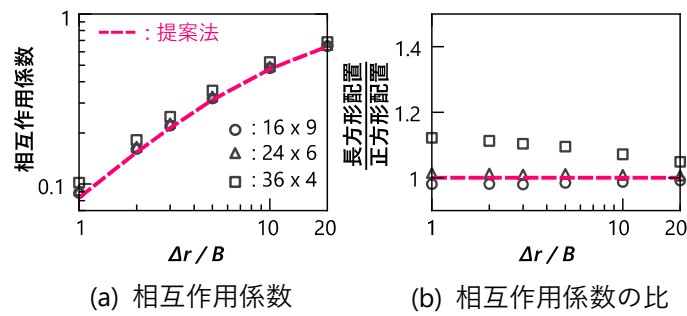 1
0.1
相互作用係数
: 提案法
: 16 x 9
: 24 x 6
: 36 x 4
1
10
20
Δr / B
(a) 相互作用係数
1.4
1.2
1
長方形配置
正方形配置
1
10
20
Δr / B
(b) 相互作用係数の比